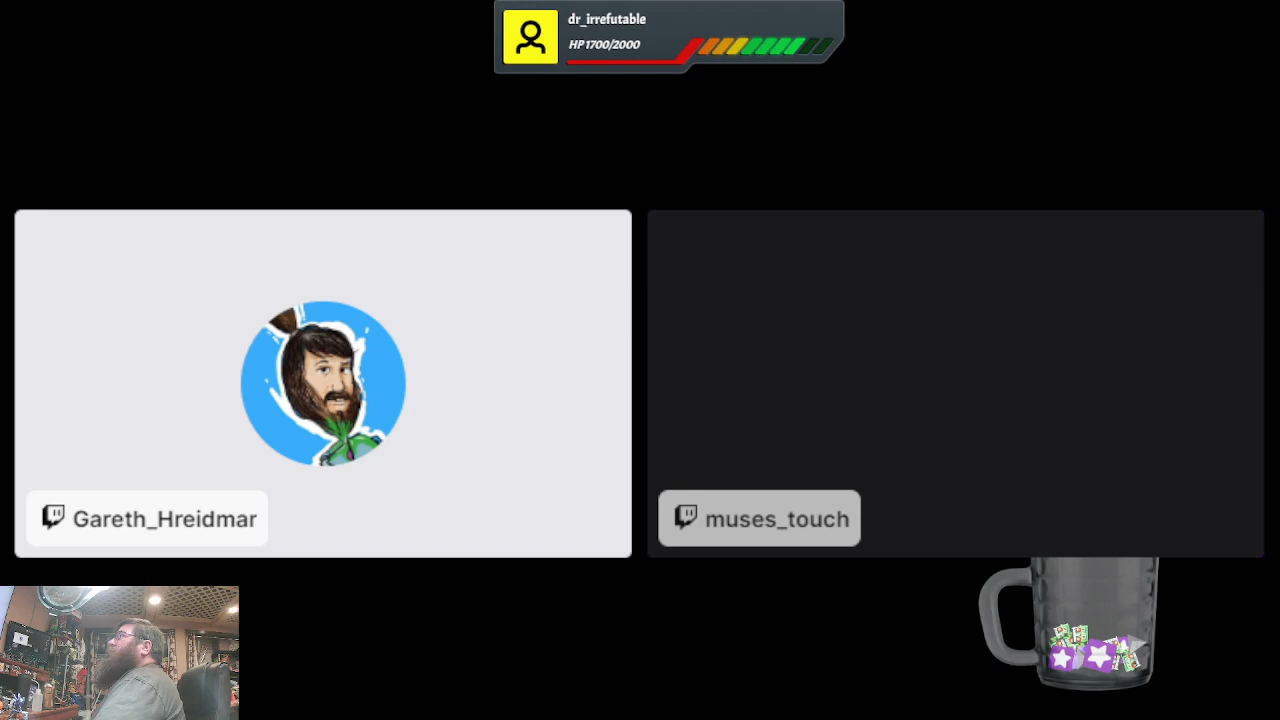 dr_irrefutable
HP 1700/2000
Gareth_Hreidmar
muses_touch